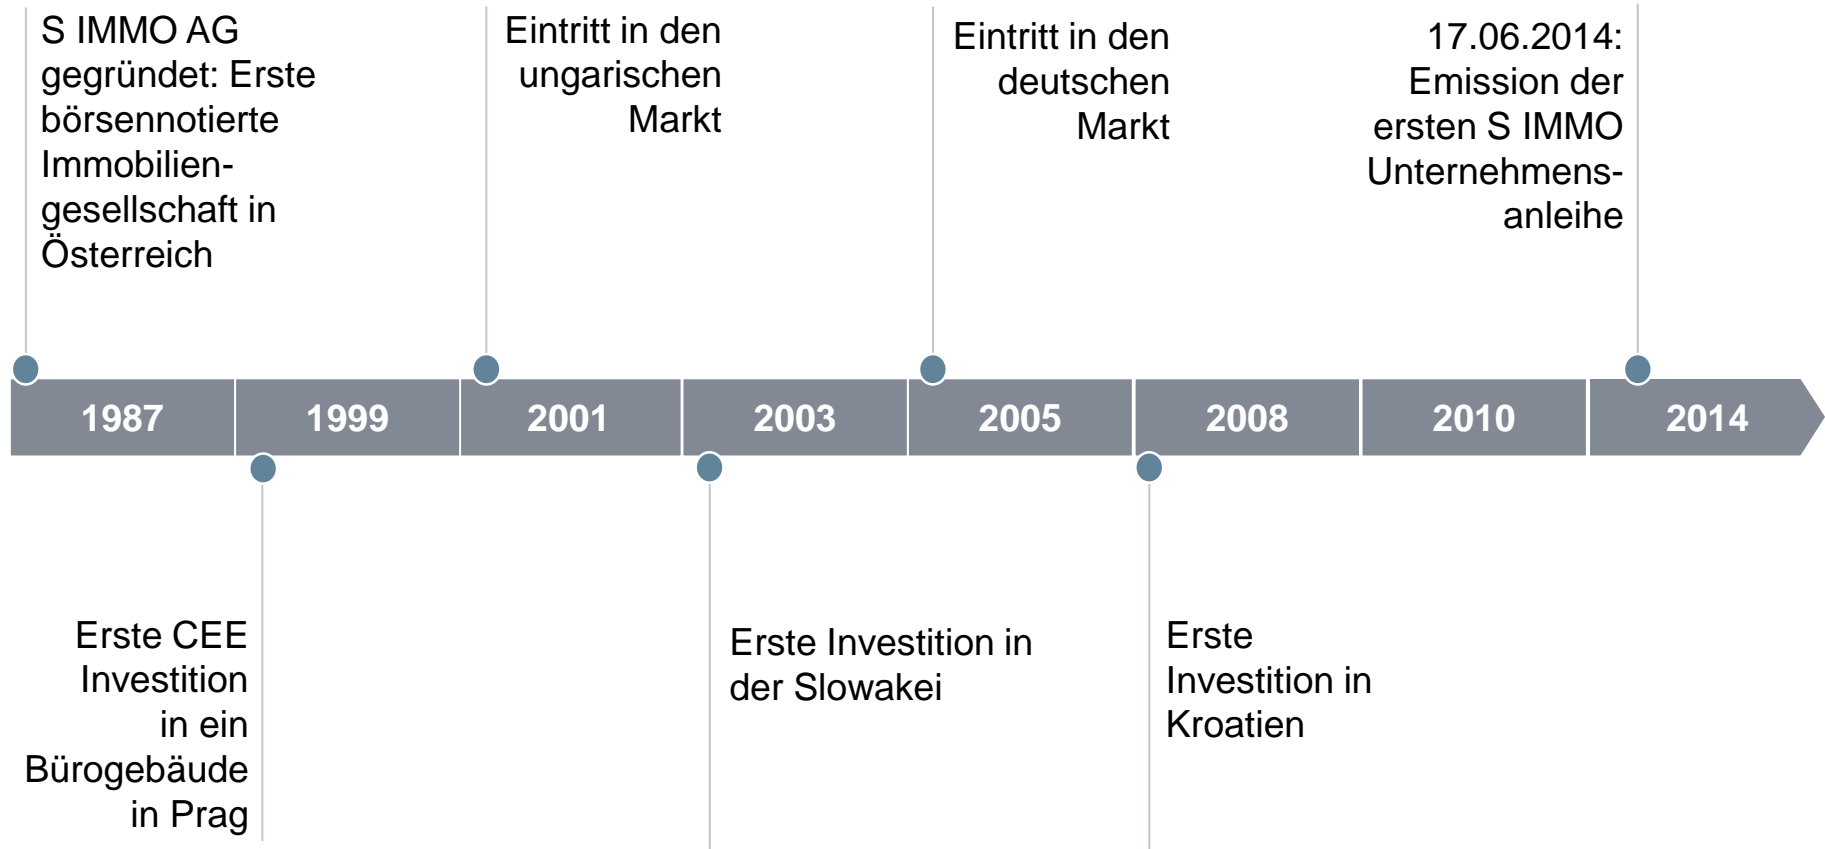 S IMMO AG
gegründet: Erste
börsennotierte
Immobilien-
gesellschaft in
Österreich
Eintritt in den
ungarischen
Markt
Eintritt in den
deutschen
Markt
17.06.2014:
Emission der
ersten S IMMO
Unternehmens-
anleihe
1987
1999
2001
2003
2005
2008
2010
2014
Erste CEE
Investition
in ein
Bürogebäude
in Prag
Erste Investition in
der Slowakei
Erste
Investition in
Kroatien